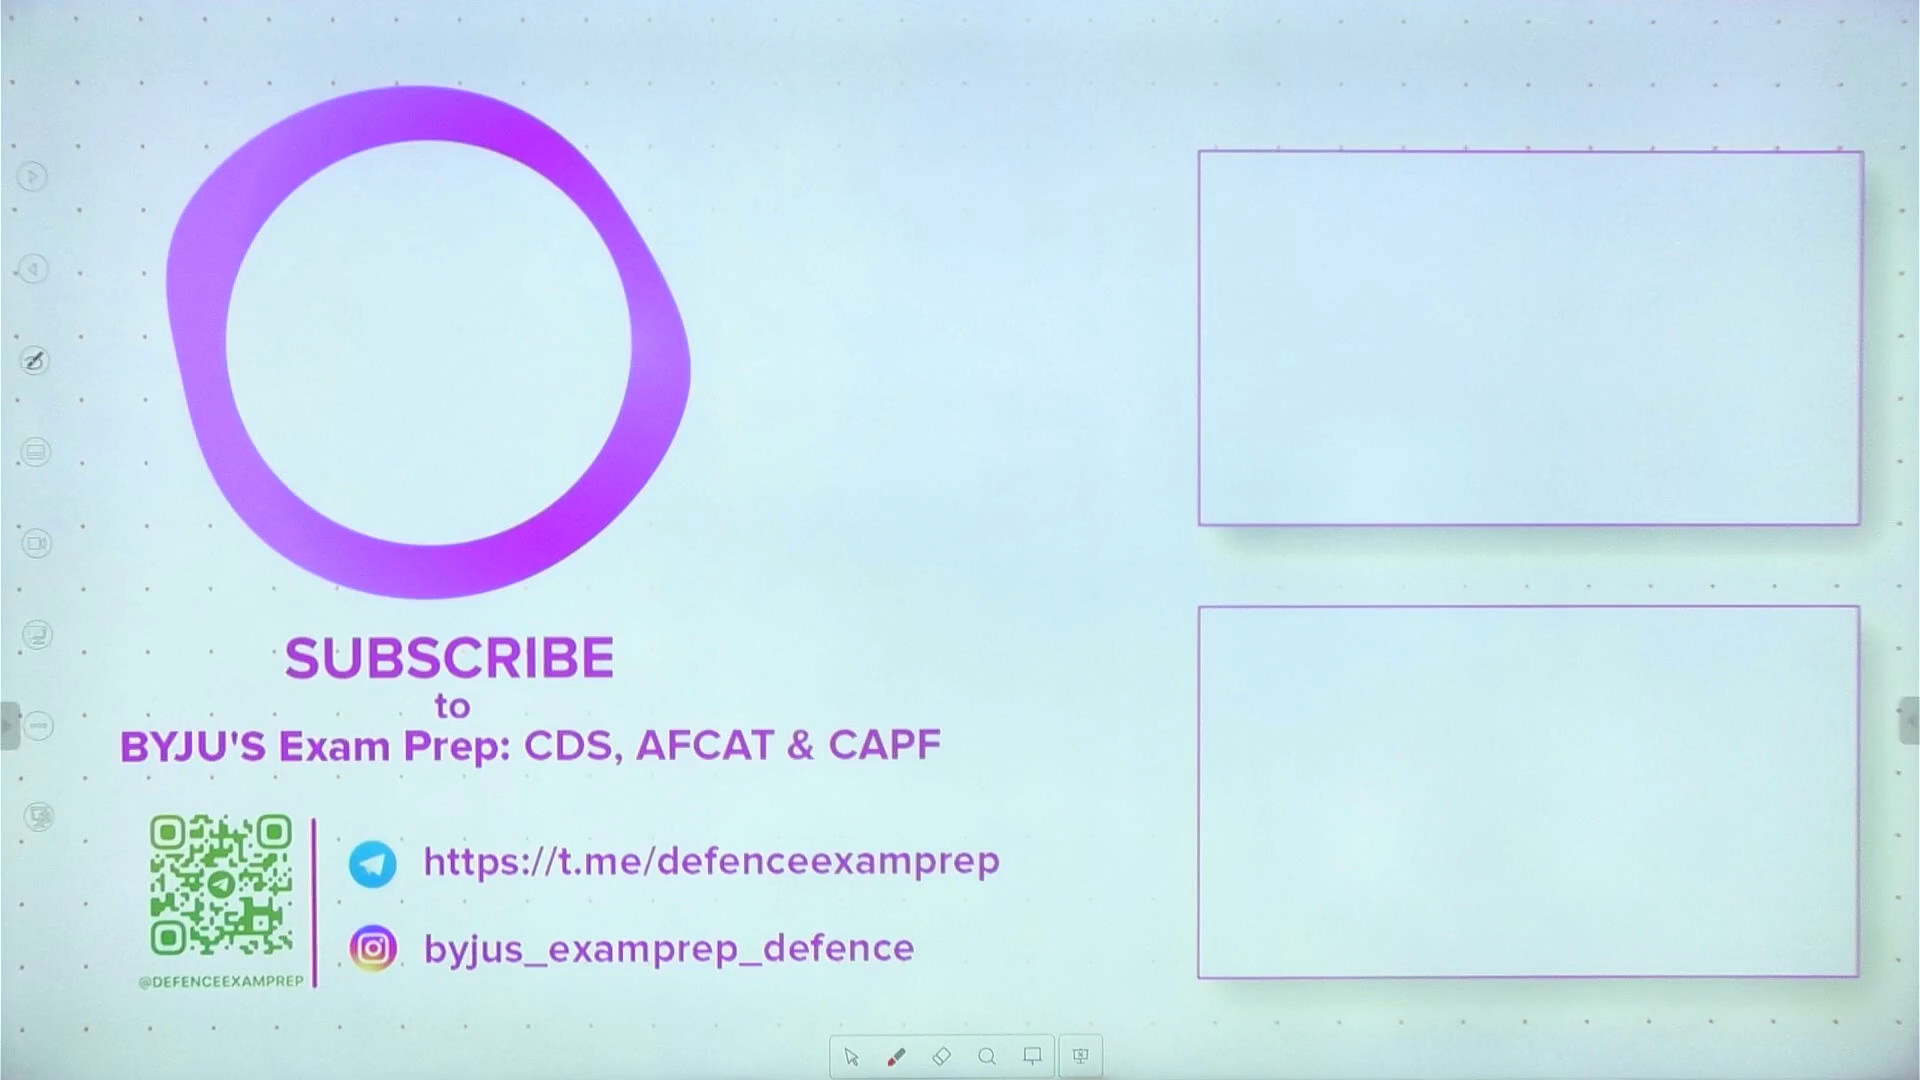 SUBSCRIBE
to
BYJU'S Exam Prep: CDS, AFCAT & CAPF
https://t.me/defenceexamprep
byjus_examprep_defence
@DEFENCEEXAMPREP